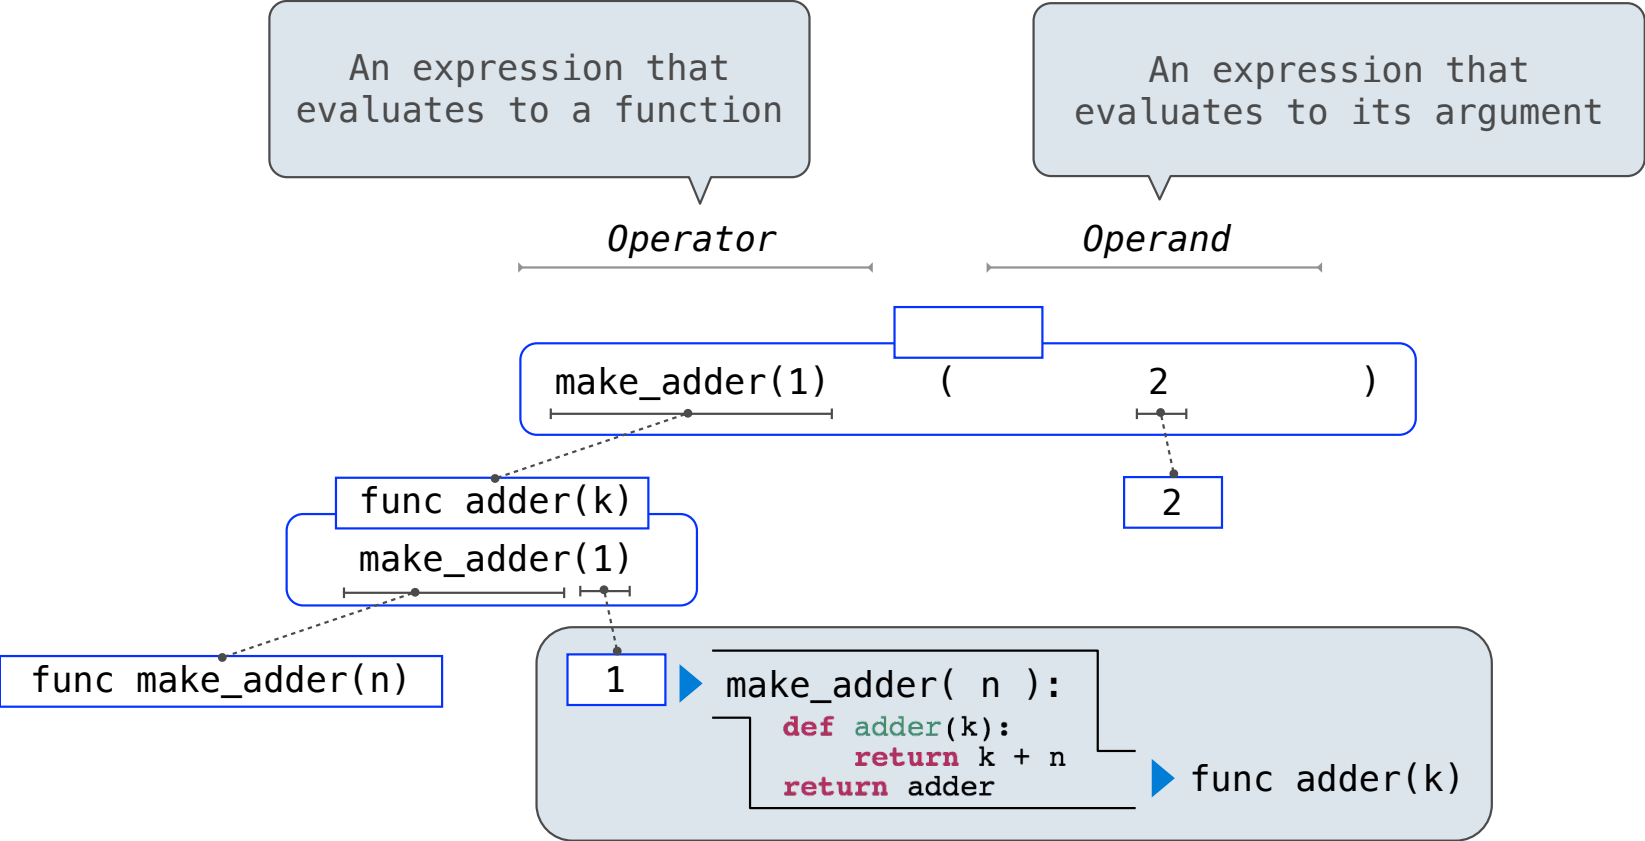 An expression that
evaluates to a function
An expression that
evaluates to its argument
Operator
Operand
make_adder(1) ( 2 )
func adder(k)
2
make_adder(1)
func make_adder(n)
1
make_adder( n ):
def adder(k):
return k + n
return adder
func adder(k)